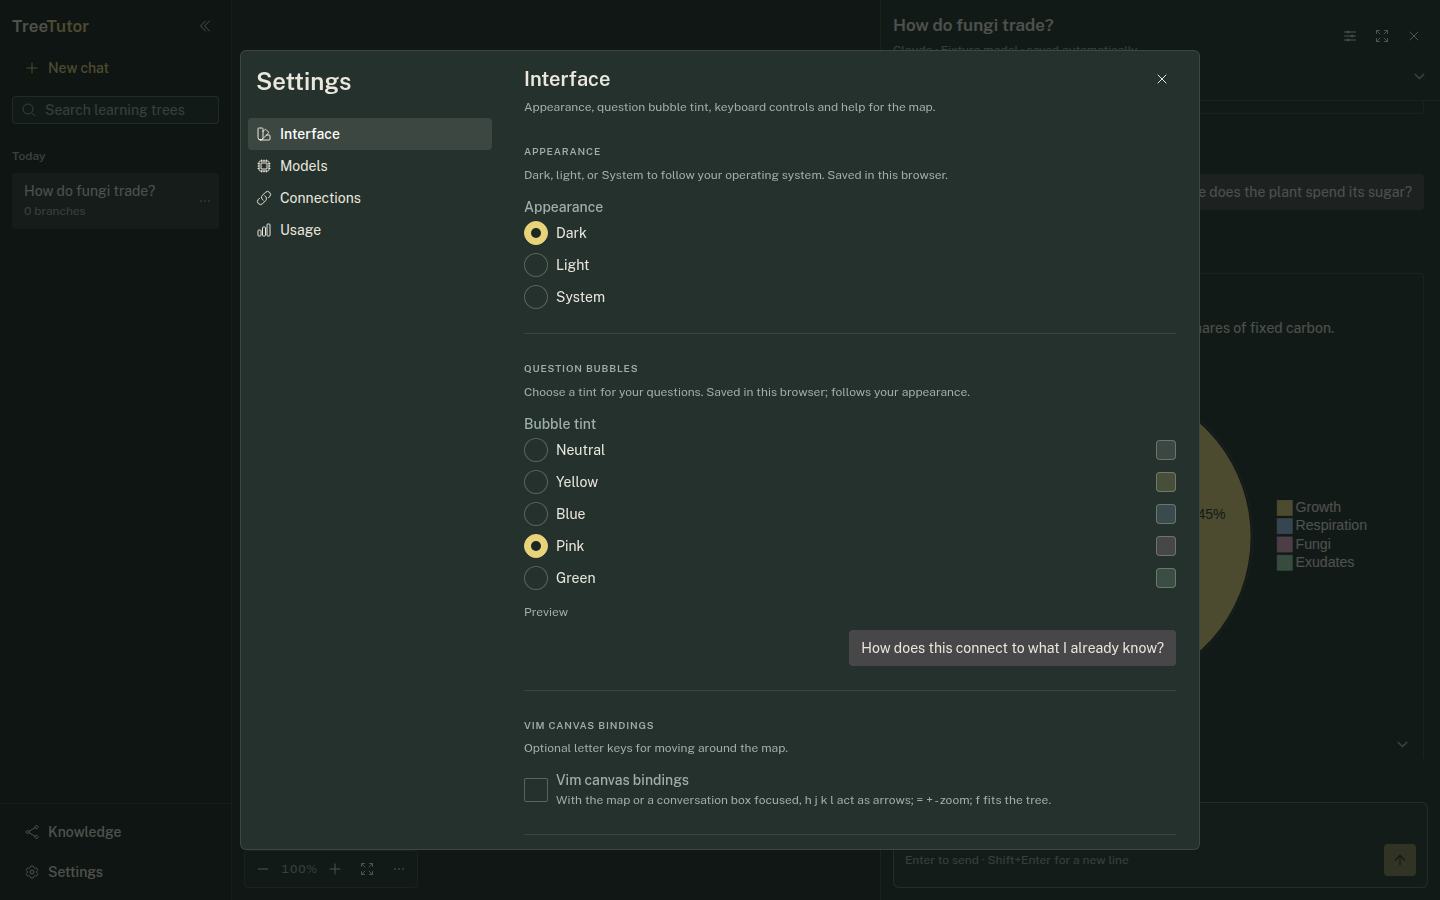 TreeTutor
New chat
Search learning trees
Today
How do fungi trade?
0 branches
Knowledge
Settings
Settings
Interface
Models
Connections
Usage
Interface
Appearance, question bubble tint, keyboard controls and help for the map.
APPEARANCE
Dark, light, or System to follow your operating system. Saved in this browser.
Appearance
Dark
Light
System
QUESTION BUBBLES
Choose a tint for your questions. Saved in this browser; follows your appearance.
Bubble tint
Neutral
Yellow
Blue
Pink
Green
Preview
How does this connect to what I already know?
VIM CANVAS BINDINGS
Optional letter keys for moving around the map.
Vim canvas bindings
With the map or a conversation box focused, h j k l act as arrows; = + - zoom; f fits the tree.
100%
How do fungi trade?
does the plant spend its sugar?
of fixed carbon.
45%
Growth
Respiration
Fungi
Exudates
Enter to send · Shift+Enter for a new line